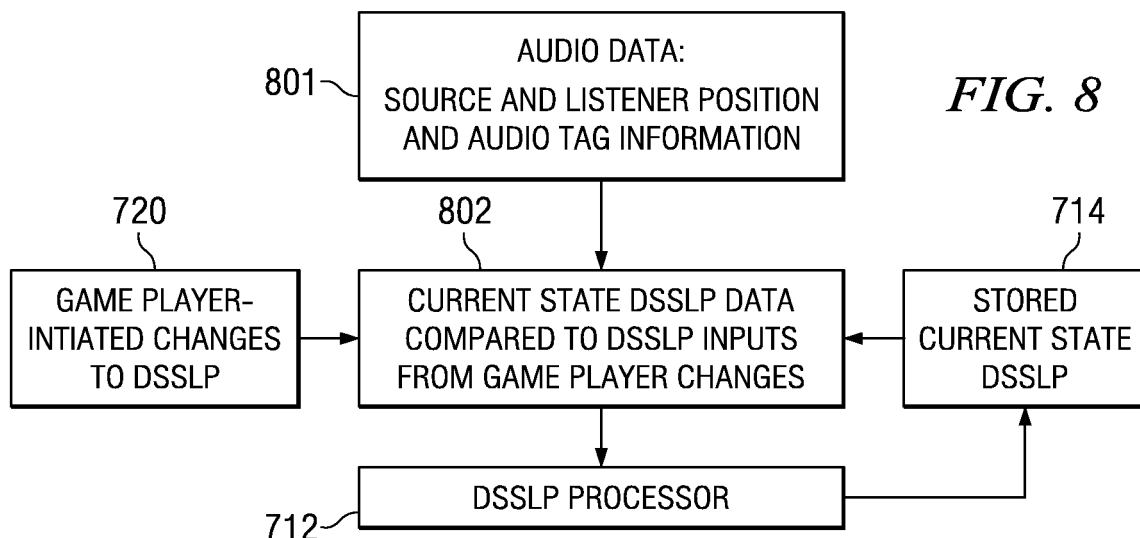 AUDIO DATA:
SOURCE AND LISTENER POSITION
AND AUDIO TAG INFORMATION
801
FIG. 8
720
802
714
GAME PLAYER-
INTIATED CHANGES
TO DSSLP
CURRENT STATE DSSLP DATA
COMPARED TO DSSLP INPUTS
FROM GAME PLAYER CHANGES
STORED
CURRENT STATE
DSSLP
DSSLP PROCESSOR
712